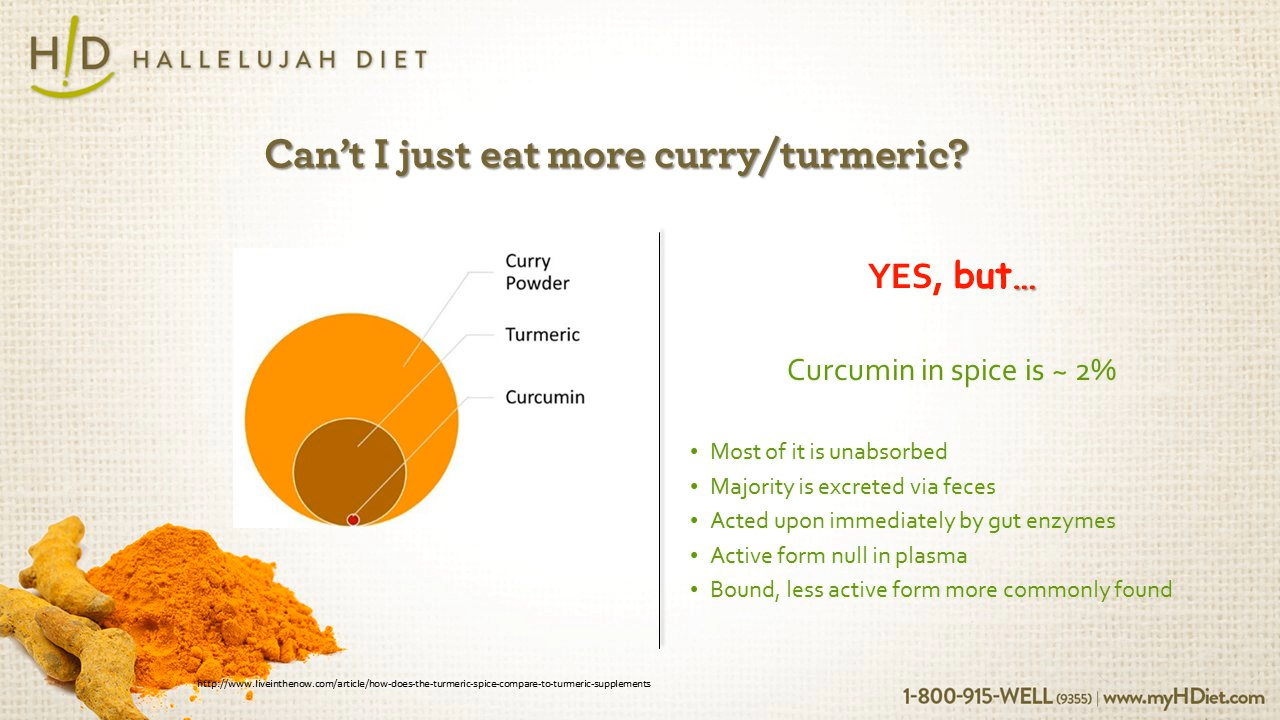 H!D HALLELUJAH DIET
Can't I just eat more curry/turmeric?
Curry
Powder
Turmeric
Curcumin
YES, but...
Curcumin in spice is ~ 2%
• Most of it is unabsorbed
• Majority is excreted via feces
• Acted upon immediately by gut enzymes
• Active form null in plasma
• Bound, less active form more commonly found
http://www.liveinthenow.com/article/how-does-the-turmeric-spice-compare-to-turmeric-supplements
1-800-915-WELL (9355) | www.myHDiet.com